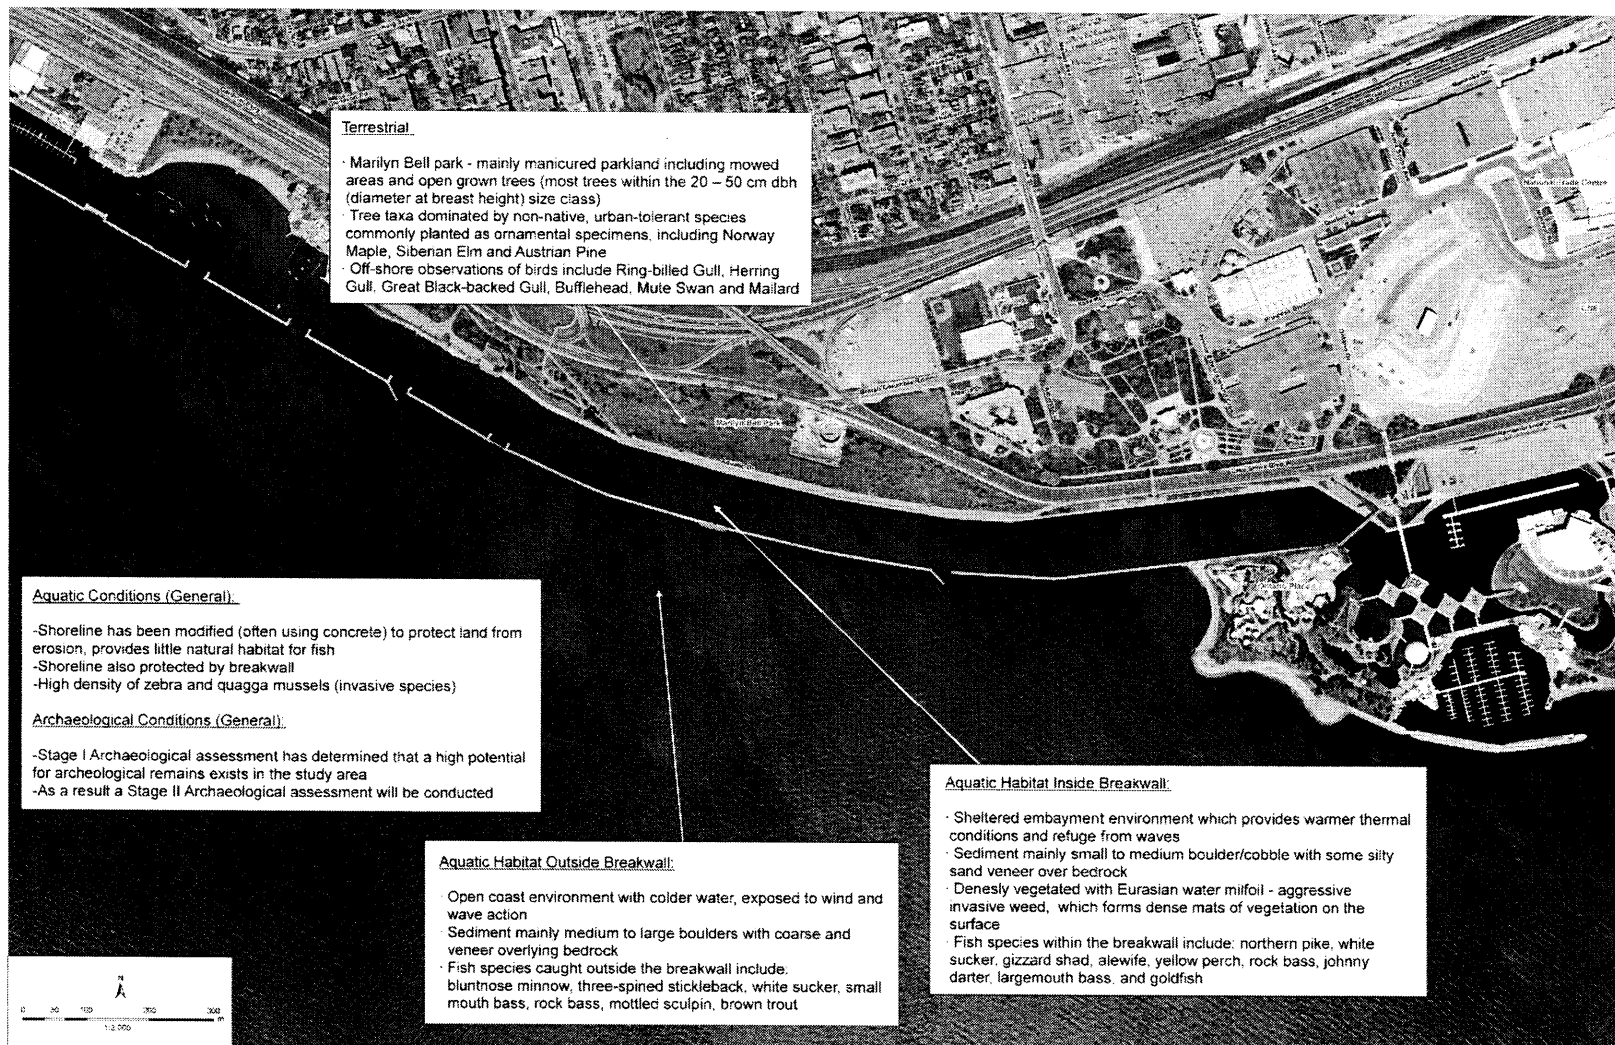 Terrestrial
· Marilyn Bell park - mainly manicured parkland including mowed
areas and open grown trees (most trees within the 20 – 50 cm dbh
(diameter at breast height) size class)
· Tree taxa dominated by non-native, urban-tolerant species
commonly planted as ornamental specimens, including Norway
Maple, Siberian Elm and Austrian Pine
· Off-shore observations of birds include Ring-billed Gull, Herring
Gull, Great Black-backed Gull, Bufflehead, Mute Swan and Mallard
National Trade Centre
Marilyn Bell Park
Aquatic Conditions (General):
-Shoreline has been modified (often using concrete) to protect land from
erosion, provides little natural habitat for fish
-Shoreline also protected by breakwall
-High density of zebra and quagga mussels (invasive species)
Archaeological Conditions (General):
-Stage I Archaeological assessment has determined that a high potential
for archeological remains exists in the study area
-As a result a Stage II Archaeological assessment will be conducted
Aquatic Habitat Outside Breakwall:
· Open coast environment with colder water, exposed to wind and
wave action
· Sediment mainly medium to large boulders with coarse and
veneer overlying bedrock
· Fish species caught outside the breakwall include:
bluntnose minnow, three-spined stickleback, white sucker, small
mouth bass, rock bass, mottled sculpin, brown trout
Aquatic Habitat Inside Breakwall:
· Sheltered embayment environment which provides warmer thermal
conditions and refuge from waves
· Sediment mainly small to medium boulder/cobble with some silty
sand veneer over bedrock
· Denesly vegetated with Eurasian water milfoil - aggressive
invasive weed, which forms dense mats of vegetation on the
surface
· Fish species within the breakwall include: northern pike, white
sucker, gizzard shad, alewife, yellow perch, rock bass, johnny
darter, largemouth bass, and goldfish
N
0 50 100 200 300
m